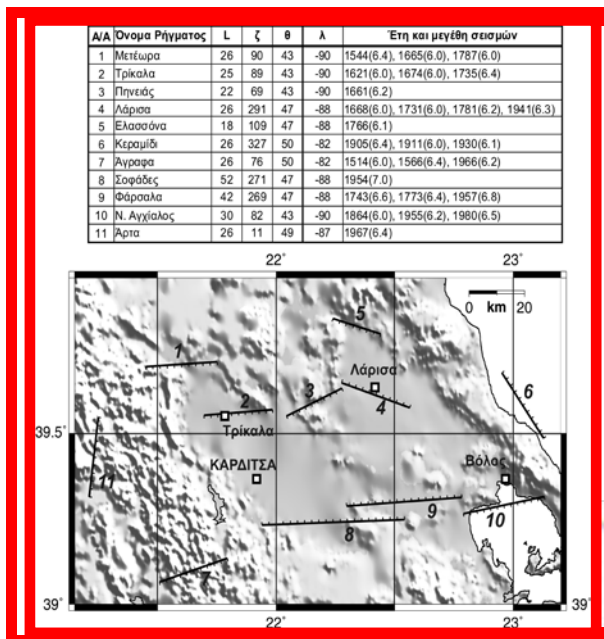 Α/Α Όνομα Ρήγματος L ζ θ λ Έτη και μεγέθη σεισμών
1 Μετέωρα 26 90 43 -90 1544(6.4), 1665(6.0), 1787(6.0)
2 Τρίκαλα 25 89 43 -90 1621(6.0), 1674(6.0), 1735(6.4)
3 Πηνειάς 22 69 43 -90 1661(6.2)
4 Λάρισα 26 291 47 -88 1668(6.0), 1731(6.0), 1781(6.2), 1941(6.3)
5 Ελασσόνα 18 109 47 -88 1766(6.1)
6 Κεραμίδι 26 327 50 -82 1905(6.4), 1911(6.0), 1930(6.1)
7 Άγραφα 26 76 50 -82 1514(6.0), 1566(6.4), 1966(6.2)
8 Σοφάδες 52 271 47 -88 1954(7.0)
9 Φάρσαλα 42 269 47 -88 1743(6.6), 1773(6.4), 1957(6.8)
10 Ν. Αγχίαλος 30 82 43 -90 1864(6.0), 1955(6.2), 1980(6.5)
11 Άρτα 26 11 49 -87 1967(6.4)
22° 23°
0 km 20
5
1
Λάρισα
2 3 4 6
Τρίκαλα
39.5°
ΚΑΡΔΙΤΣΑ Βόλος
11
9 10
8
7
39°
22° 23°